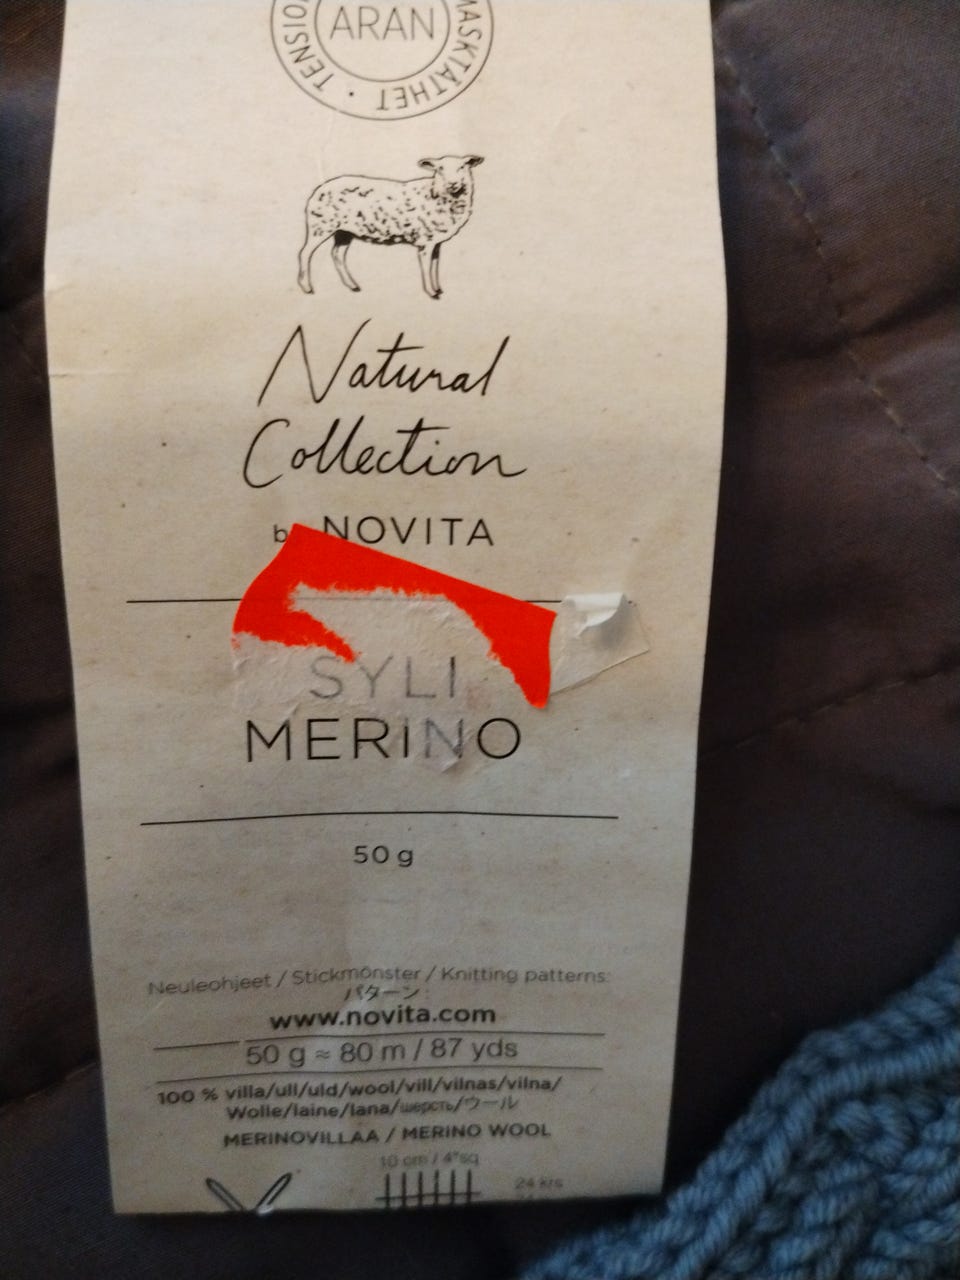 ARAN
MASKTÄTHET • TENSION
Natural
Collection
NOVITA
SYLI
MERINO
50 g
Neuleohjeet / Stickmönster / Knitting patterns:
パターン:
www.novita.com
50 g ≈ 80 m / 87 yds
100 % villa/ull/uld/wool/vill/vilnas/vilna/
Wolle/laine/lana/шерсть/ウール
MERINOVILLAA / MERINO WOOL
10 cm / 4"sq
24 krs